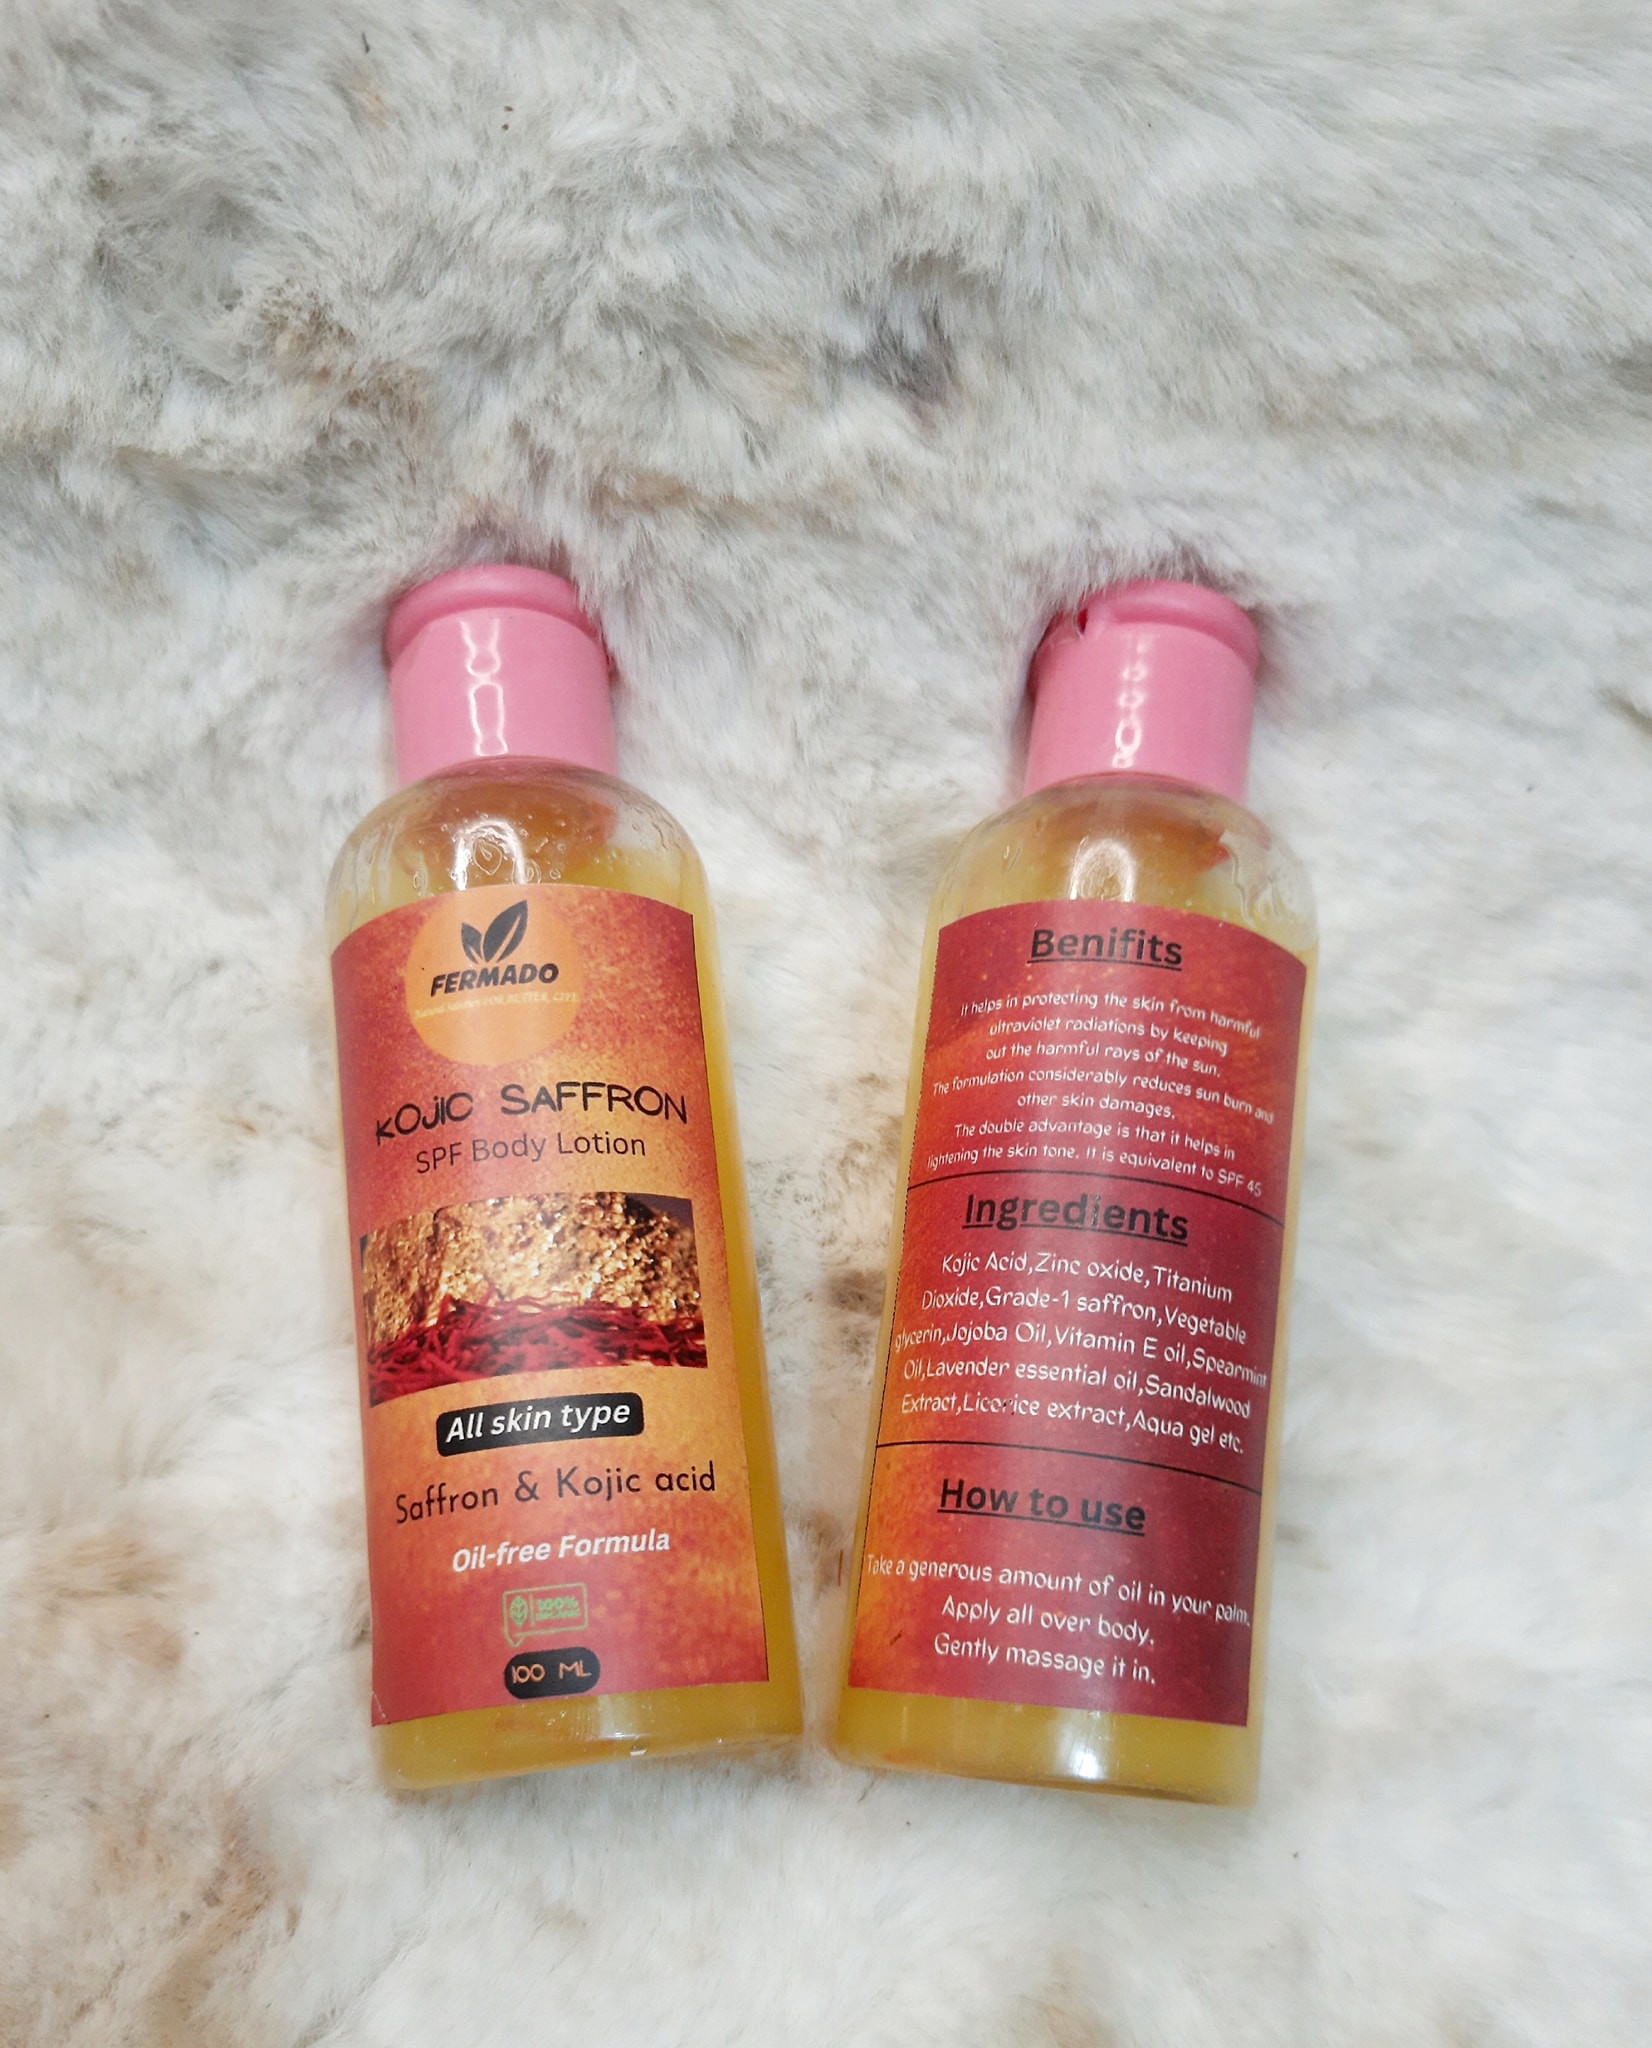 FERMADO
FOR BETTER LIFE
KOJIC SAFFRON
SPF Body Lotion
All skin type
Saffron & Kojic acid
Oil-free Formula
100%
ORGANIC
100 ML
Benifits
It helps in protecting the skin from harmful
ultraviolet radiations by keeping
out the harmful rays of the sun.
The formulation considerably reduces sun burn and
other skin damages.
The double advantage is that it helps in
lightening the skin tone. It is equivalent to SPF 45
Ingredients
Kojic Acid,Zinc oxide,Titanium
Dioxide,Grade-1 saffron,Vegetable
glycerin,Jojoba Oil,Vitamin E oil,Spearmint
Oil,Lavender essential oil,Sandalwood
Extract,Licorice extract,Aqua gel etc.
How to use
Take a generous amount of oil in your palm.
Apply all over body.
Gently massage it in.